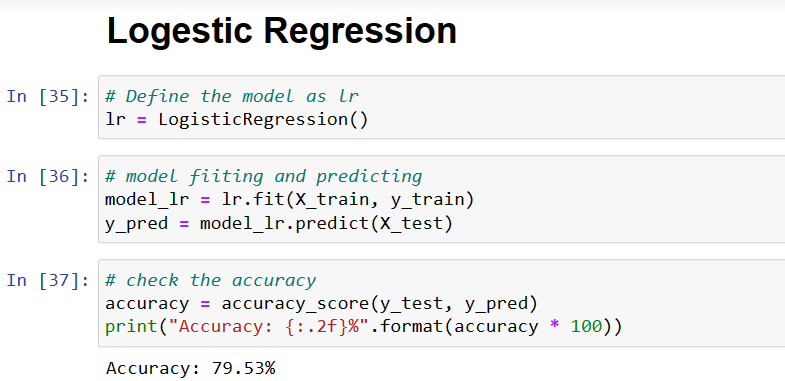 Logestic Regression
In [35]: # Define the model as lr
lr = LogisticRegression()
In [36]: # model fiiting and predicting
model_lr = lr.fit(X_train, y_train)
y_pred = model_lr.predict(X_test)
In [37]: # check the accuracy
accuracy = accuracy_score(y_test, y_pred)
print("Accuracy: {:.2f}%".format(accuracy * 100))
Accuracy: 79.53%